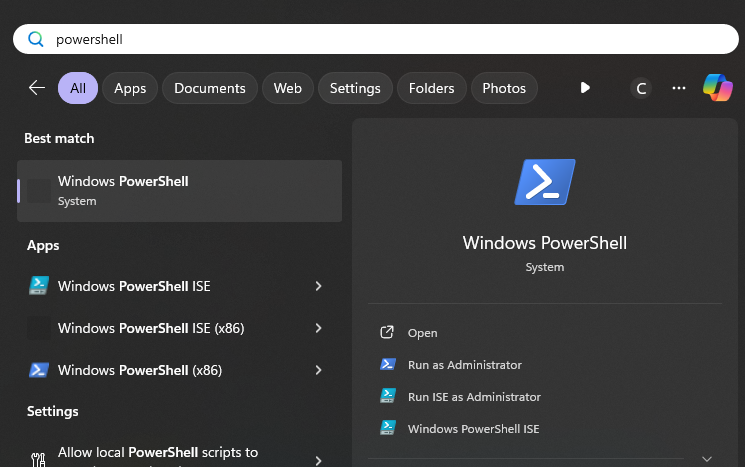 powershell
All
Apps
Documents
Web
Settings
Folders
Photos
C
Best match
Windows PowerShell
System
Apps
Windows PowerShell ISE
Windows PowerShell ISE (x86)
Windows PowerShell (x86)
Settings
Allow local PowerShell scripts to
Windows PowerShell
System
Open
Run as Administrator
Run ISE as Administrator
Windows PowerShell ISE